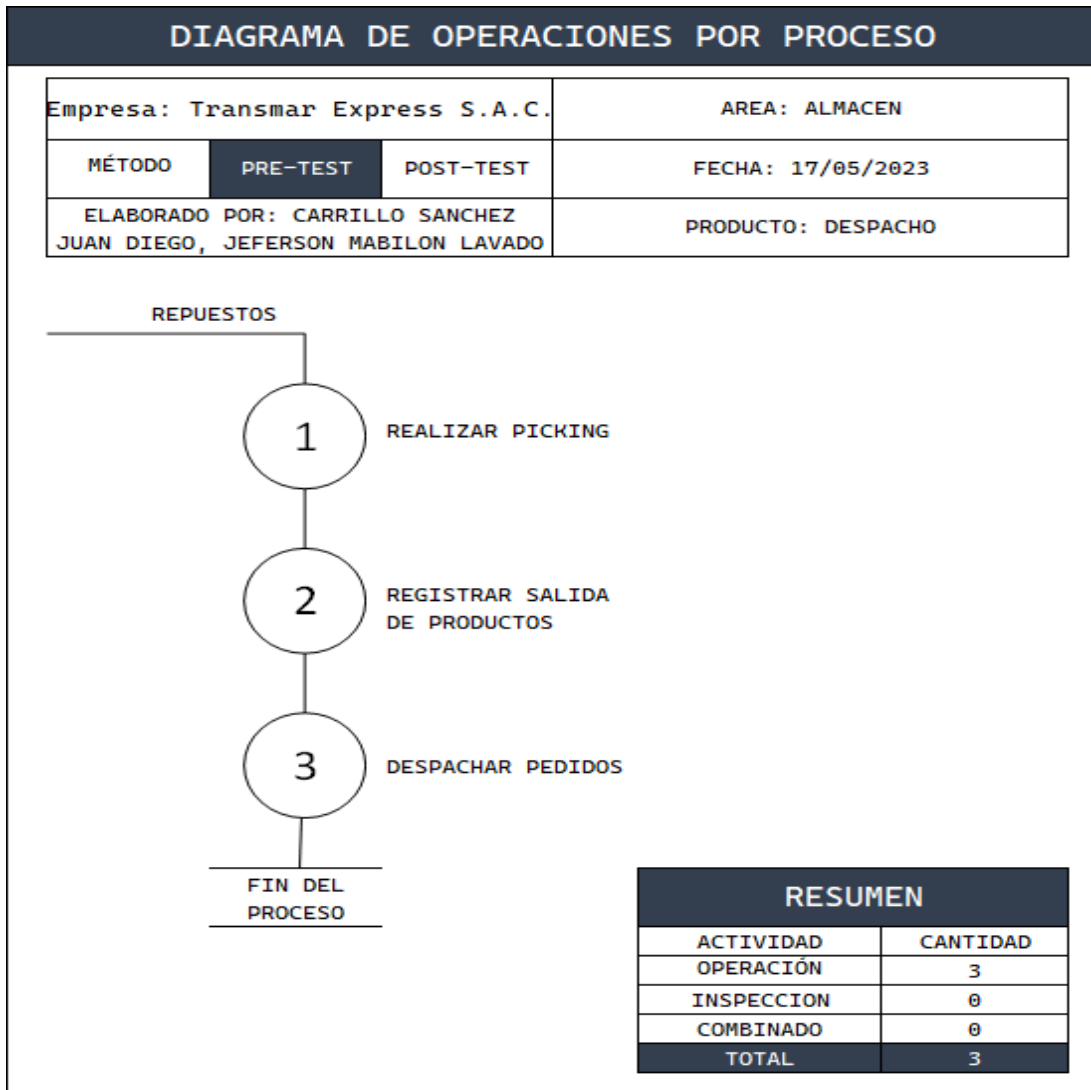 DIAGRAMA DE OPERACIONES POR PROCESO
Empresa: Transmar Express S.A.C.
AREA: ALMACEN
MÉTODO
PRE-TEST
POST-TEST
FECHA: 17/05/2023
ELABORADO POR: CARRILLO SANCHEZ
JUAN DIEGO, JEFERSON MABILON LAVADO
PRODUCTO: DESPACHO
REPUESTOS
1
REALIZAR PICKING
2
REGISTRAR SALIDA
DE PRODUCTOS
3
DESPACHAR PEDIDOS
FIN DEL
PROCESO
RESUMEN
ACTIVIDAD CANTIDAD
OPERACIÓN 3
INSPECCION 0
COMBINADO 0
TOTAL 3